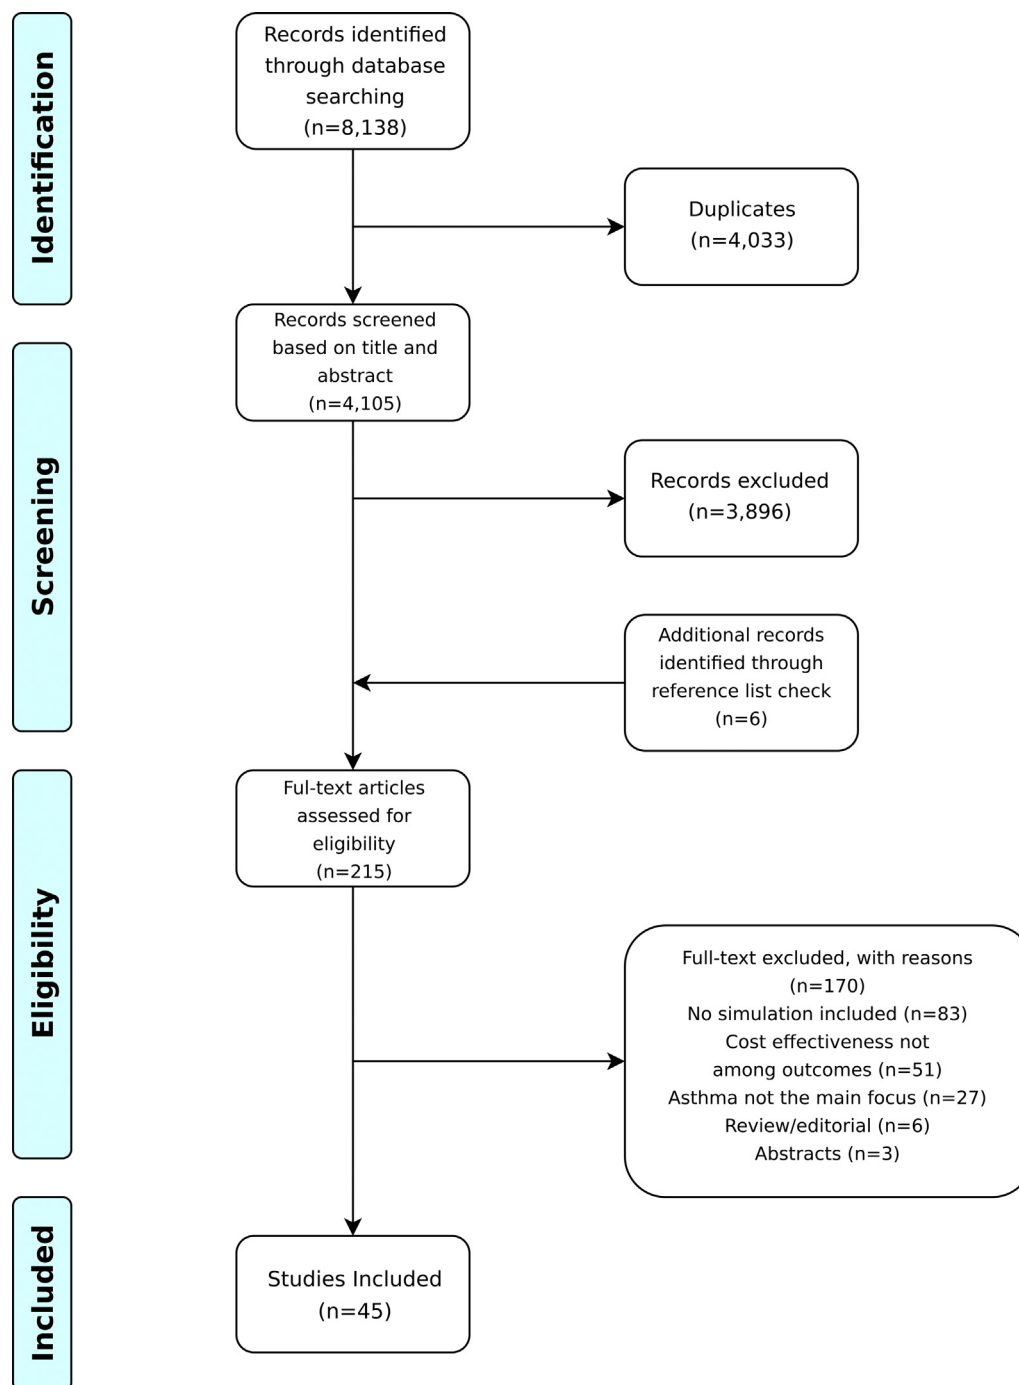 Identification
Records identified
through database
searching
(n=8,138)
Duplicates
(n=4,033)
Screening
Records screened
based on title and
abstract
(n=4,105)
Records excluded
(n=3,896)
Additional records
identified through
reference list check
(n=6)
Eligibility
Ful-text articles
assessed for
eligibility
(n=215)
Full-text excluded, with reasons
(n=170)
No simulation included (n=83)
Cost effectiveness not
among outcomes (n=51)
Asthma not the main focus (n=27)
Review/editorial (n=6)
Abstracts (n=3)
Included
Studies Included
(n=45)